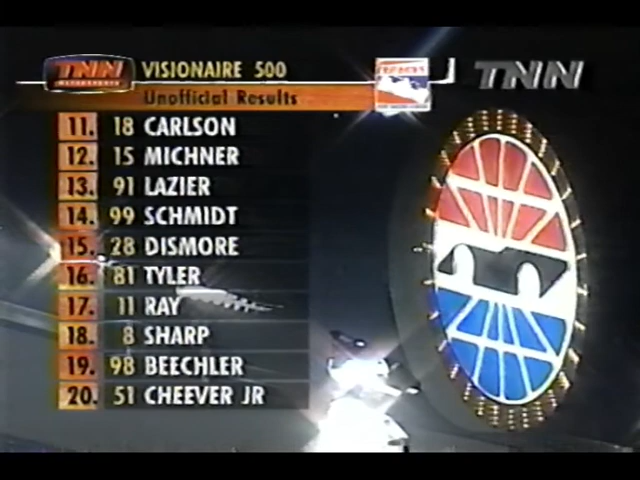 TNN
VISIONAIRE 500
TNN
Unofficial Results
11. 18 CARLSON
12. 15 MICHNER
13. 91 LAZIER
14. 99 SCHMIDT
15. 28 DISMORE
16. 81 TYLER
17. 11 RAY
18. 8 SHARP
19. 98 BEECHLER
20. 51 CHEEVER JR